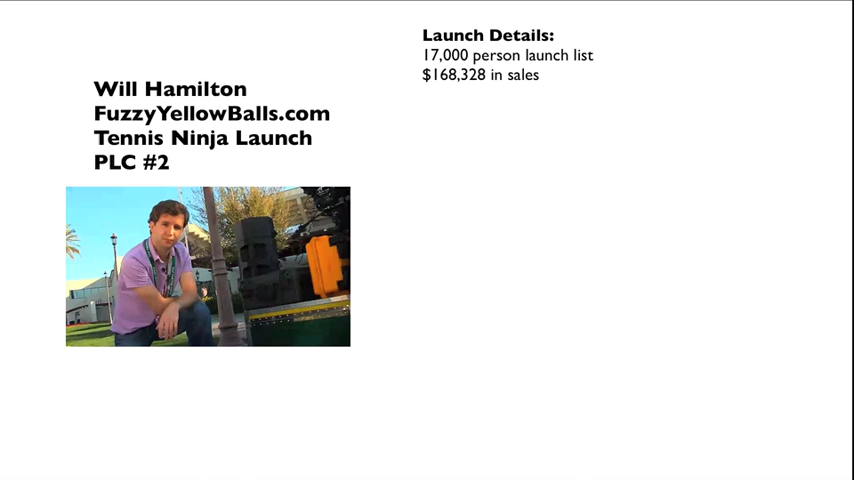 Will Hamilton
FuzzyYellowBalls.com
Tennis Ninja Launch
PLC #2
Launch Details:
17,000 person launch list
$168,328 in sales